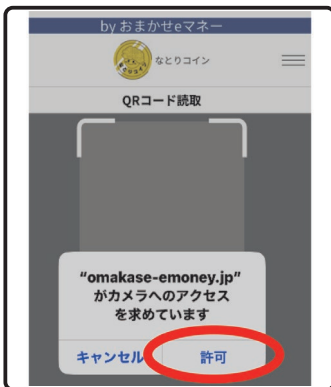 by おまかせeマネー
なとりコイン
QRコード読取
“omakase-emoney.jp”
がカメラへのアクセス
を求めています
キャンセル
許可